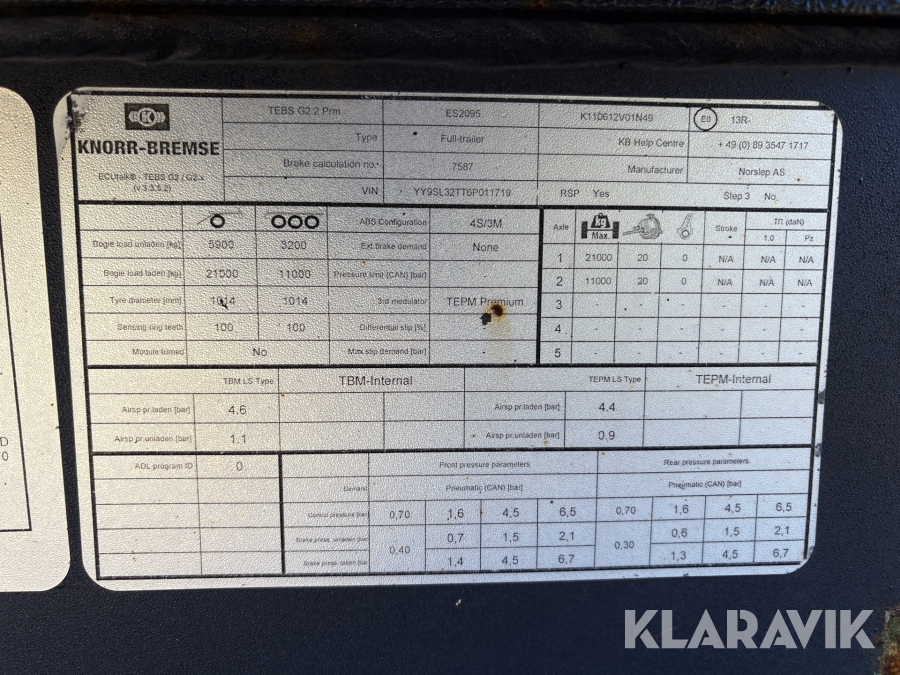 KNORR-BREMSE
ECUtalk® - TEBS G2 / G2.x
(v 3.3.5.2)
TEBS G2.2 Prm ES2095 K110612V01N49 E0 13R-
Type Full-trailer KB Help Centre + 49 (0) 89 3547 1717
Brake calculation no.: 7587 Manufacturer Norslep AS
VIN YY9SL32TT6P011719 RSP Yes Step 3 No
ABS Configuration 4S/3M
Bogie load unladen [kg] 5900 3200 Ext.brake demand None
Bogie load laden [kg] 21000 11000 Pressure limit (CAN) [bar] -
Tyre diameter [mm] 1014 1014 3rd modulator TEPM Premium
Sensing ring teeth 100 100 Differential slip [%] -
Module turned No Max slip demand [bar] -
Axle Kg Max. Stroke TR (daN)
1.0 Pz
1 21000 20 0 N/A N/A N/A
2 11000 20 0 N/A N/A N/A
3 - - - - - -
4 - - - - - -
5 - - - - - -
TBM LS Type TBM-Internal TEPM LS Type TEPM-Internal
Airsp pr.laden [bar] 4.6 Airsp pr.laden [bar] 4.4
Airsp pr.unladen [bar] 1.1 Airsp pr.unladen [bar] 0.9
ADL program ID 0 Front pressure parameters Rear pressure parameters
Demand Pneumatic (CAN) [bar] Pneumatic (CAN) [bar]
Control pressure [bar] 0,70 1,6 4,5 6,5 0,70 1,6 4,5 6,5
Brake press. unladen [bar] 0,40 0,7 1,5 2,1 0,30 0,6 1,5 2,1
Brake press. laden [bar] 1,4 4,5 6,7 1,3 4,5 6,7
D
0
KLARAVIK